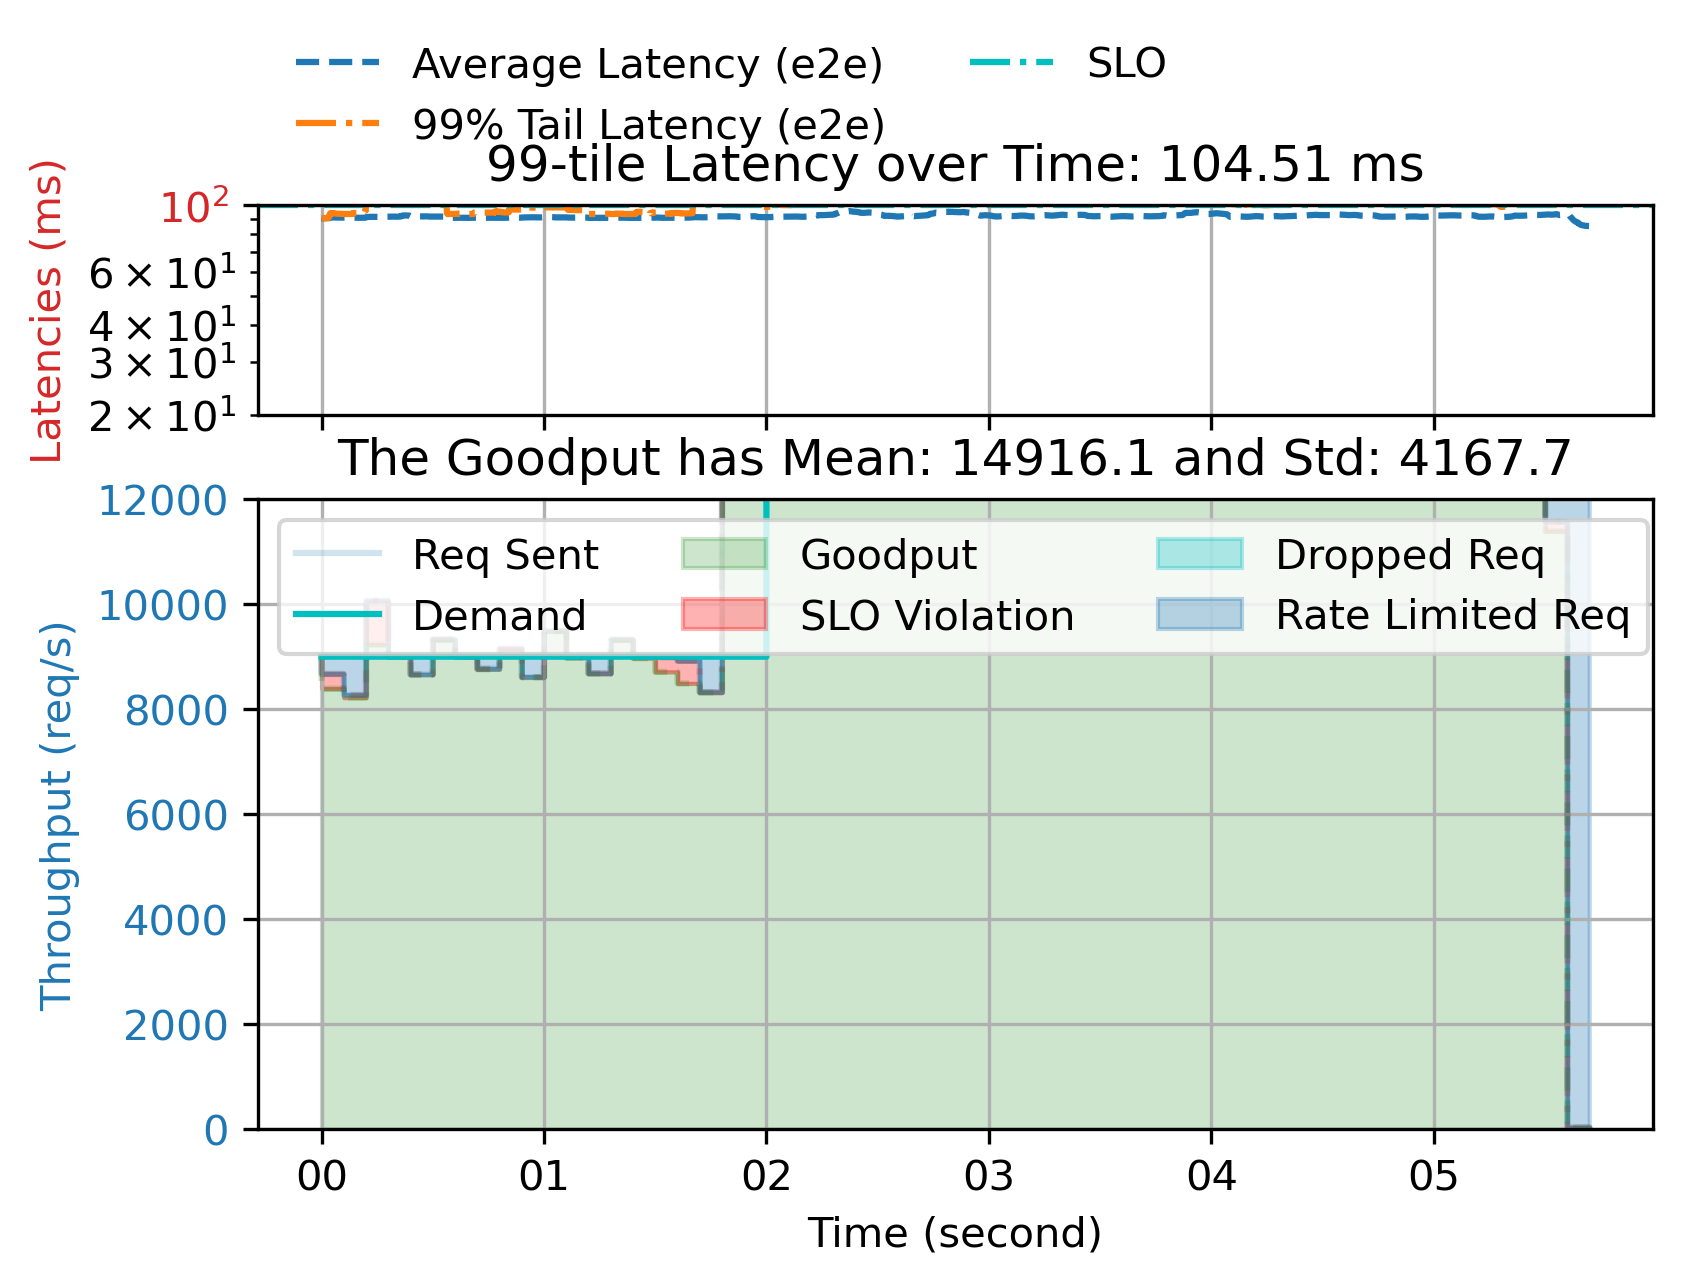 Average Latency (e2e)
SLO
99% Tail Latency (e2e)
99-tile Latency over Time: 104.51 ms
Latencies (ms)
10²
6 × 10¹
4 × 10¹
3 × 10¹
2 × 10¹
The Goodput has Mean: 14916.1 and Std: 4167.7
Throughput (req/s)
12000
10000
8000
6000
4000
2000
0
Req Sent
Goodput
Dropped Req
Demand
SLO Violation
Rate Limited Req
00 01 02 03 04 05
Time (second)